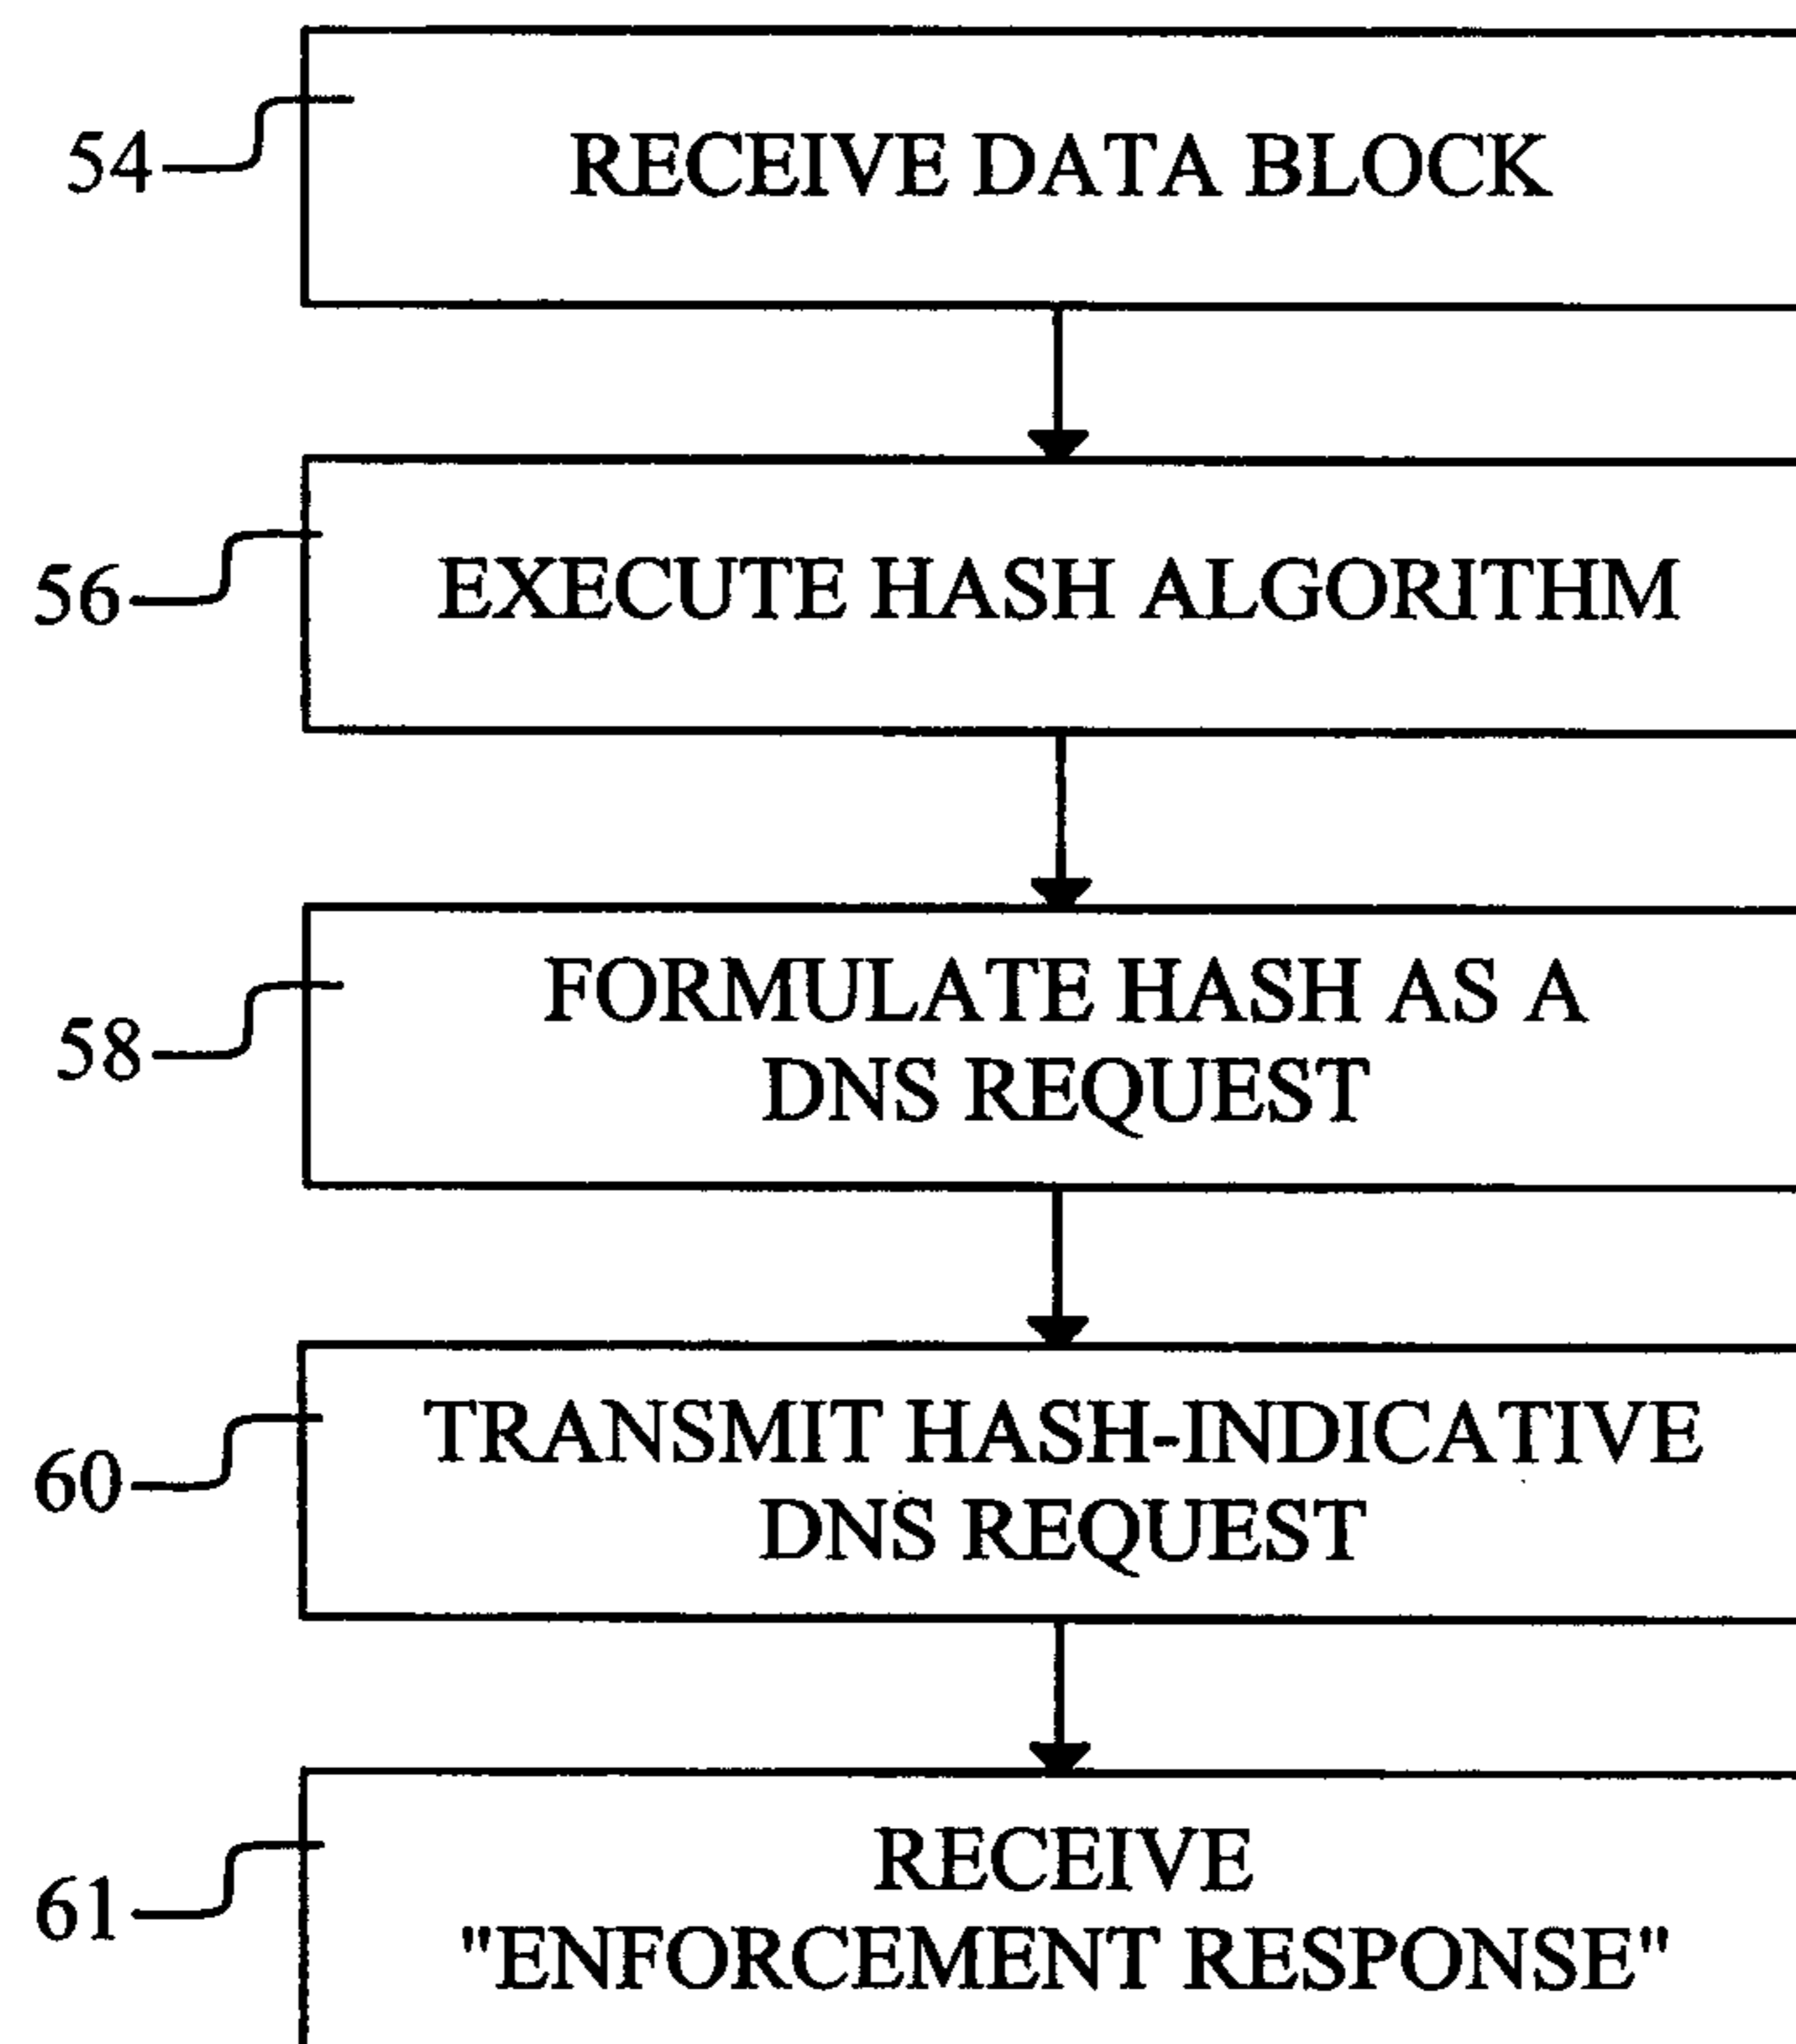 54
RECEIVE DATA BLOCK
56
EXECUTE HASH ALGORITHM
58
FORMULATE HASH AS A
DNS REQUEST
60
TRANSMIT HASH-INDICATIVE
DNS REQUEST
61
RECEIVE
"ENFORCEMENT RESPONSE"